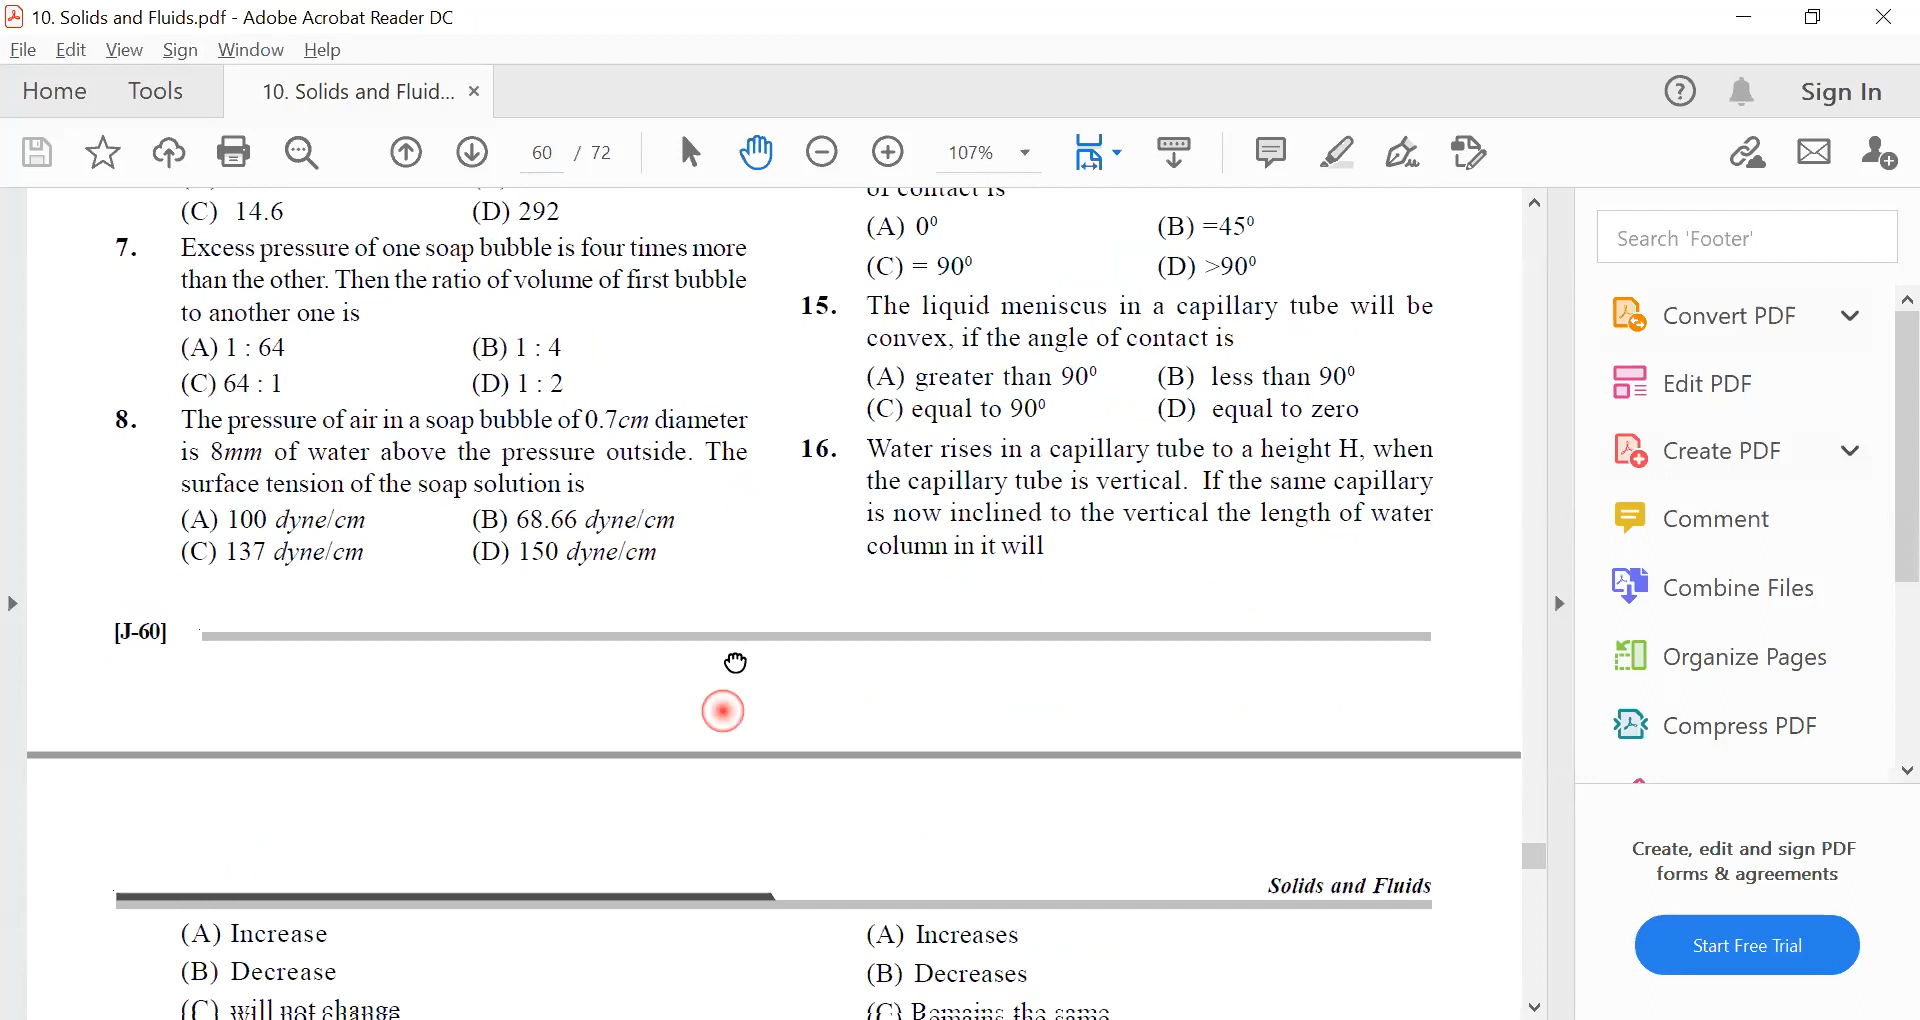 10. Solids and Fluids.pdf - Adobe Acrobat Reader DC
File Edit View Sign Window Help
Home Tools 10. Solids and Fluid... × Sign In
60 / 72 107%
(C) 14.6 (D) 292
7. Excess pressure of one soap bubble is four times more
than the other. Then the ratio of volume of first bubble
to another one is
(A) 1 : 64 (B) 1 : 4
(C) 64 : 1 (D) 1 : 2
8. The pressure of air in a soap bubble of 0.7cm diameter
is 8mm of water above the pressure outside. The
surface tension of the soap solution is
(A) 100 dyne/cm (B) 68.66 dyne/cm
(C) 137 dyne/cm (D) 150 dyne/cm
of contact is
(A) 0⁰ (B) =45⁰
(C) = 90⁰ (D) >90⁰
15. The liquid meniscus in a capillary tube will be
convex, if the angle of contact is
(A) greater than 90⁰ (B) less than 90⁰
(C) equal to 90⁰ (D) equal to zero
16. Water rises in a capillary tube to a height H, when
the capillary tube is vertical. If the same capillary
is now inclined to the vertical the length of water
column in it will
[J-60]
Solids and Fluids
(A) Increase
(B) Decrease
(C) will not change
(A) Increases
(B) Decreases
(C) Remains the same
Search 'Footer'
Convert PDF
Edit PDF
Create PDF
Comment
Combine Files
Organize Pages
Compress PDF
Create, edit and sign PDF
forms & agreements
Start Free Trial